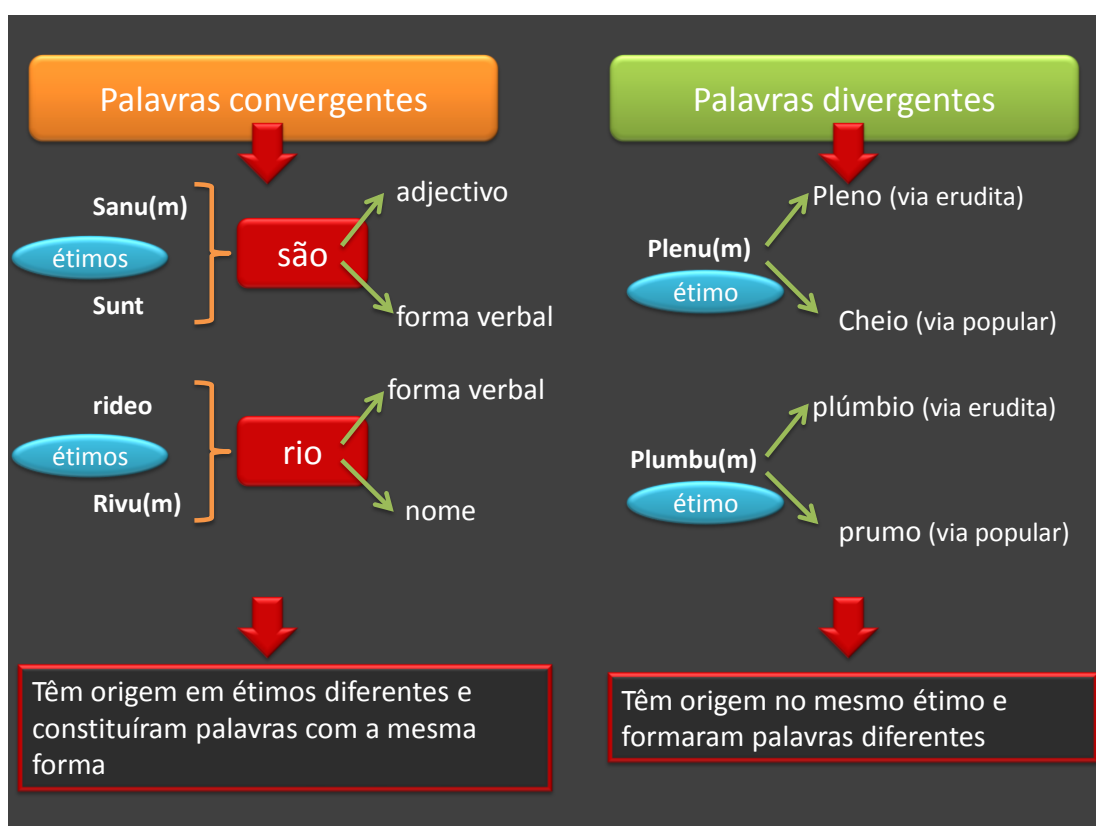 Palavras convergentes
Sanu(m)
étimos
Sunt
são
adjectivo
forma verbal
rideo
étimos
Rivu(m)
rio
forma verbal
nome
Têm origem em étimos diferentes e
constituíram palavras com a mesma
forma
Palavras divergentes
Plenu(m)
étimo
Pleno (via erudita)
Cheio (via popular)
Plumbu(m)
étimo
plúmbio (via erudita)
prumo (via popular)
Têm origem no mesmo étimo e
formaram palavras diferentes